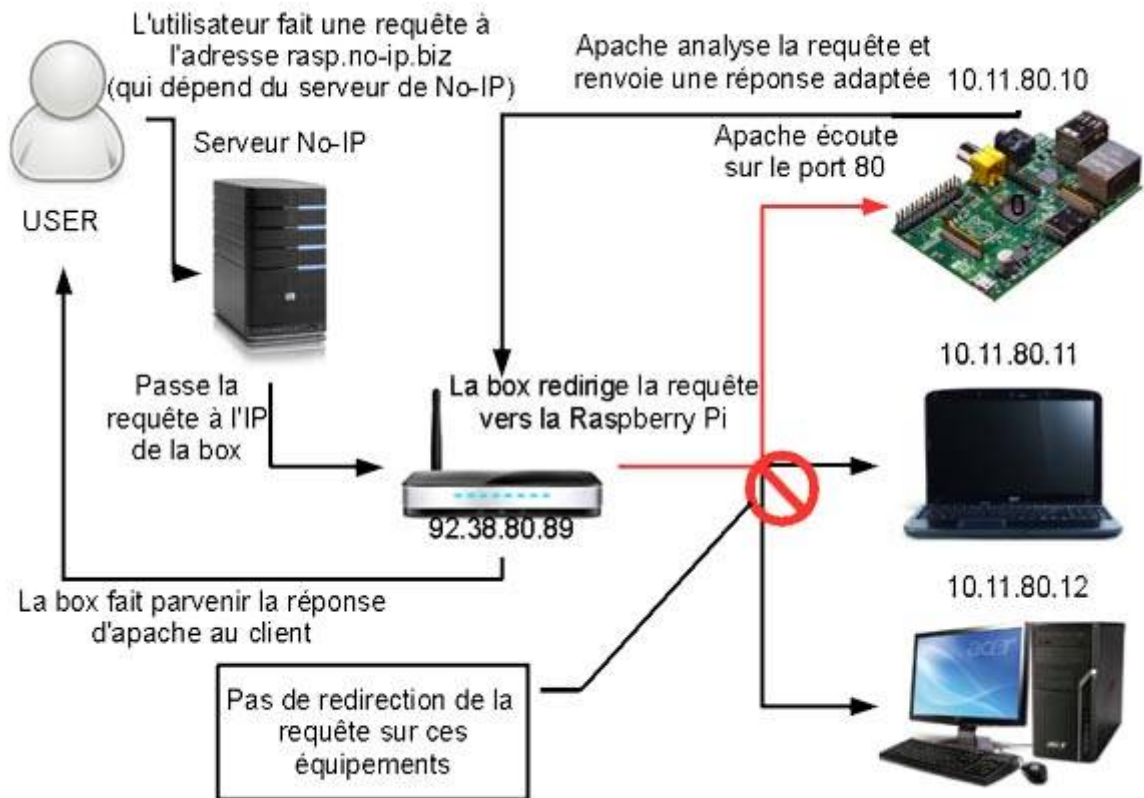 L'utilisateur fait une requête à
l'adresse rasp.no-ip.biz
(qui dépend du serveur de No-IP)
Apache analyse la requête et
renvoie une réponse adaptée
10.11.80.10
Serveur No-IP
Apache écoute
sur le port 80
USER
0
10.11.80.11
Passe la
requête à l'IP
de la box
La box redirige la requête
vers la Raspberry Pi
92.38.80.89
La box fait parvenir la réponse
d'apache au client
10.11.80.12
acer
Pas de redirection de la
requête sur ces
équipements